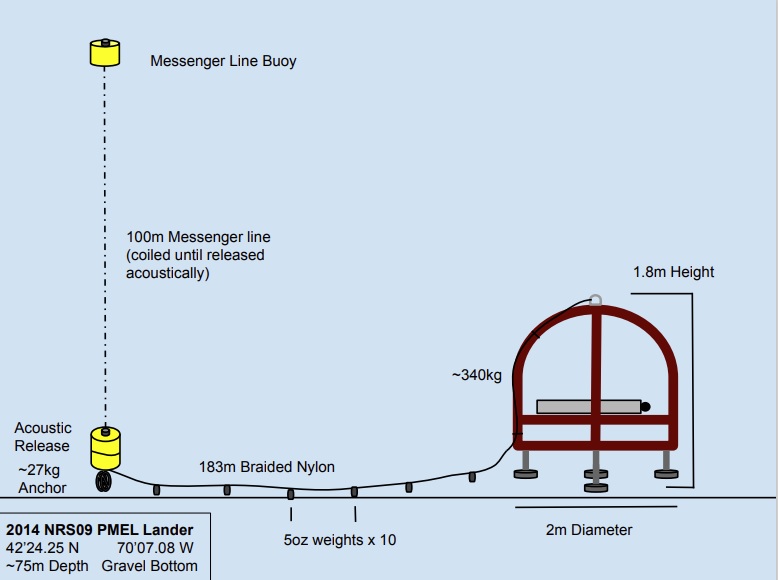 Messenger Line Buoy
100m Messenger line
(coiled until released
acoustically)
1.8m Height
~340kg
Acoustic
Release
~27kg
Anchor
183m Braided Nylon
5oz weights x 10
2m Diameter
2014 NRS09 PMEL Lander
42'24.25 N 70'07.08 W
~75m Depth Gravel Bottom